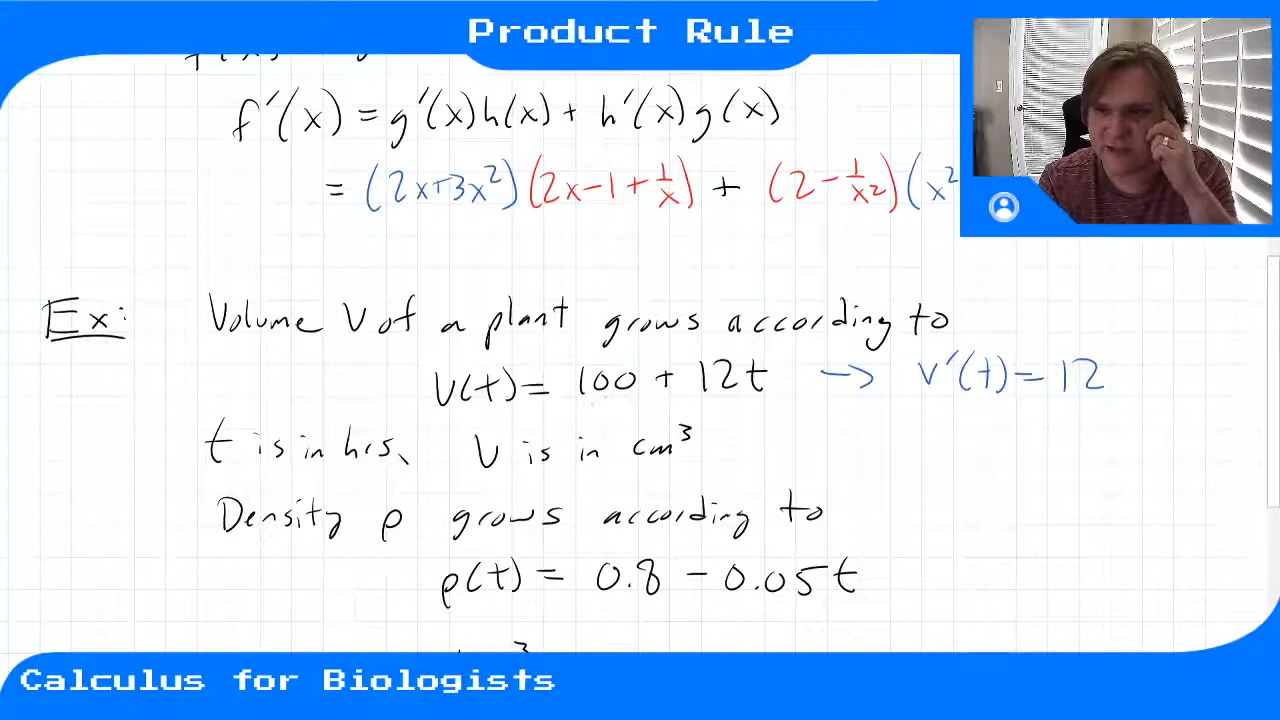 Product Rule
f'(x) = g'(x)h(x) + h'(x)g(x)
= (2x+3x²)(2x-1+1/x) + (2-1/x²)(x²
Ex: Volume V of a plant grows according to
V(t) = 100 + 12t → V'(t) = 12
t is in hrs, V is in cm³
Density ρ grows according to
ρ(t) = 0.8 - 0.05t
Calculus for Biologists